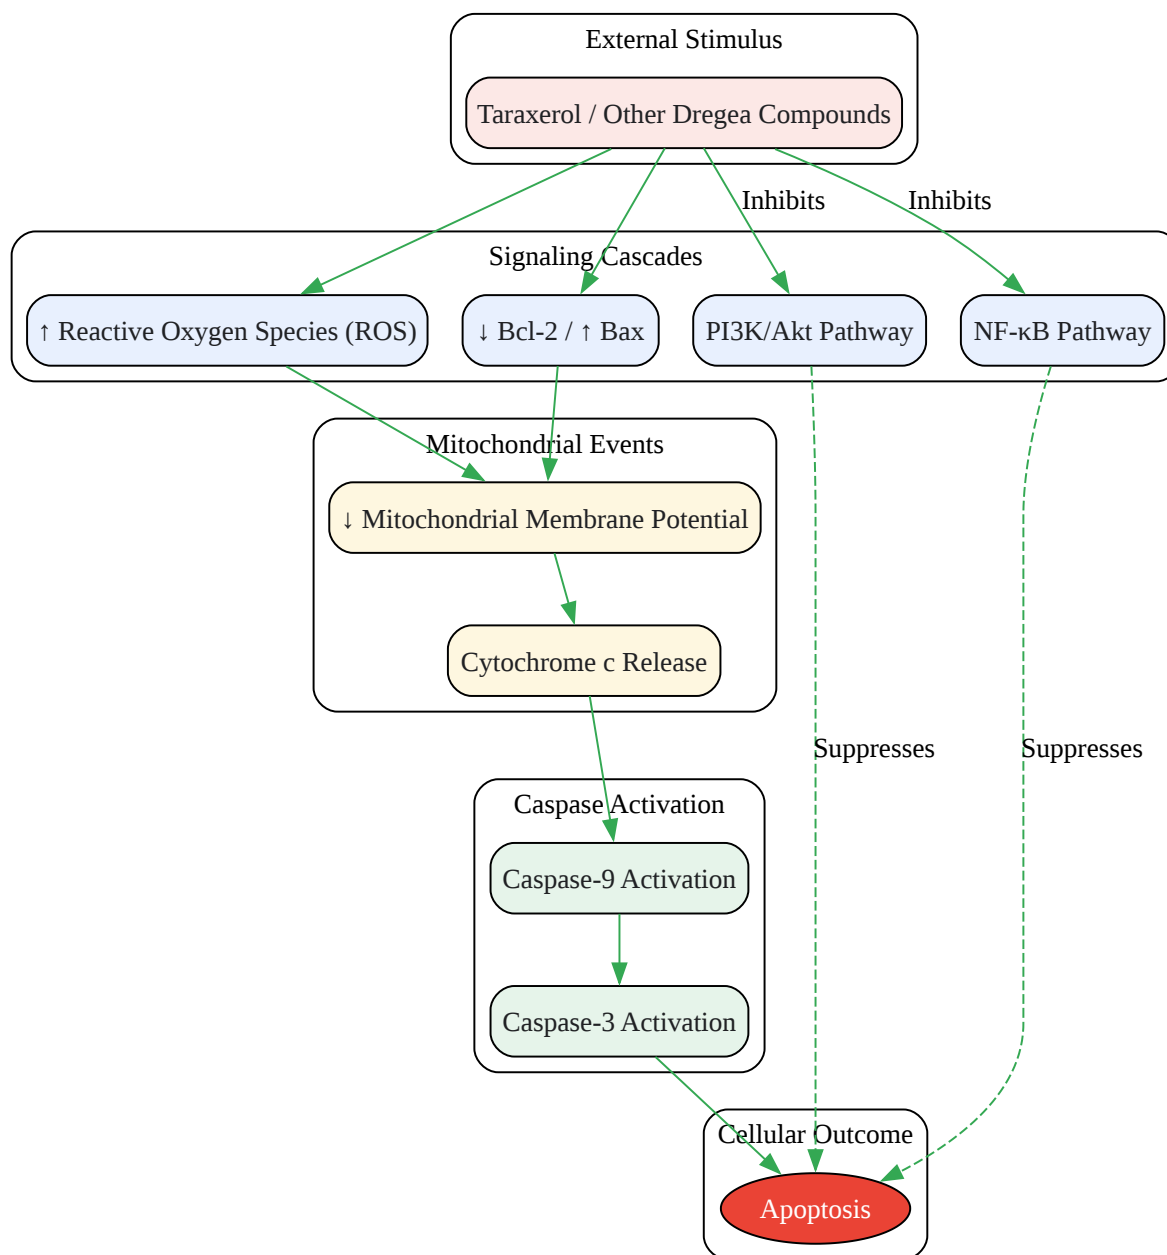 External Stimulus
Taraxerol / Other Dregea Compounds
Inhibits
Inhibits
Signaling Cascades
↑ Reactive Oxygen Species (ROS)
↓ Bcl-2 / ↑ Bax
PI3K/Akt Pathway
NF-κB Pathway
Mitochondrial Events
↓ Mitochondrial Membrane Potential
Cytochrome c Release
Suppresses
Suppresses
Caspase Activation
Caspase-9 Activation
Caspase-3 Activation
Cellular Outcome
Apoptosis